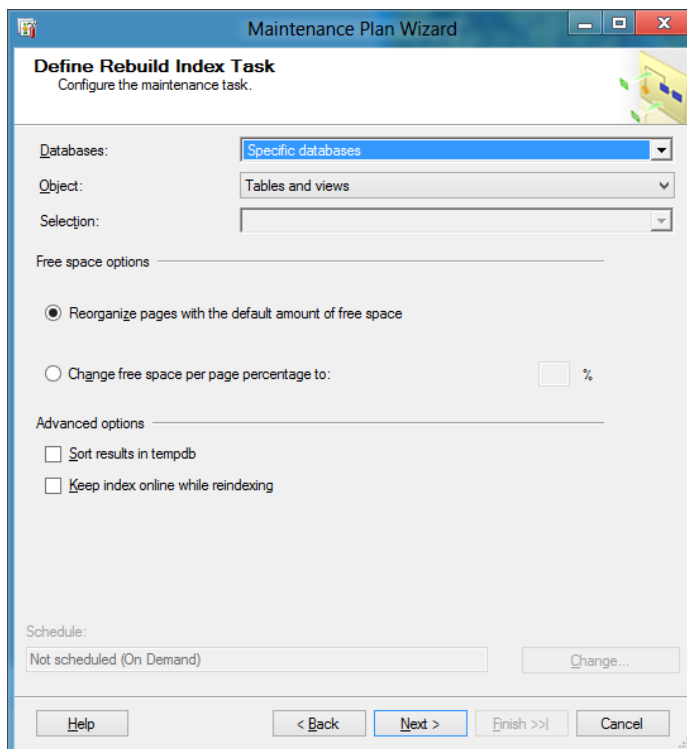 Maintenance Plan Wizard
Define Rebuild Index Task
Configure the maintenance task.
Databases: Specific databases
Object: Tables and views
Selection:
Free space options
Reorganize pages with the default amount of free space
Change free space per page percentage to: %
Advanced options
Sort results in tempdb
Keep index online while reindexing
Schedule:
Not scheduled (On Demand) Change...
Help < Back Next > Finish >>| Cancel